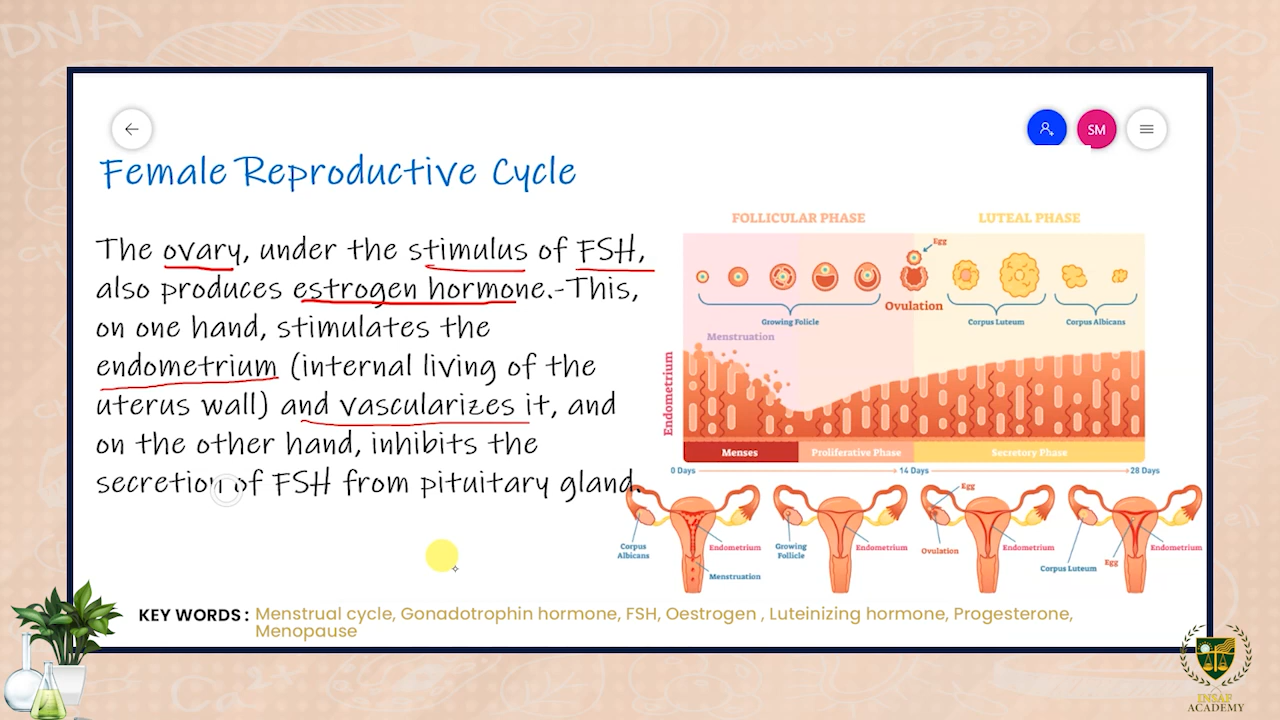 SM
Female Reproductive Cycle
The ovary, under the stimulus of FSH,
also produces estrogen hormone.-This,
on one hand, stimulates the
endometrium (internal living of the
uterus wall) and vascularizes it, and
on the other hand, inhibits the
secretion of FSH from pituitary gland.
FOLLICULAR PHASE
LUTEAL PHASE
Egg
Ovulation
Growing Follicle
Corpus Luteum
Corpus Albicans
Menstruation
Endometrium
Menses
Proliferative Phase
Secretory Phase
0 Days
14 Days
28 Days
Corpus
Albicans
Endometrium
Menstruation
Growing
Follicle
Endometrium
Egg
Ovulation
Endometrium
Corpus Luteum
Egg
Endometrium
KEY WORDS : Menstrual cycle, Gonadotrophin hormone, FSH, Oestrogen , Luteinizing hormone, Progesterone,
Menopause
INSAF
ACADEMY
DNA
Cell